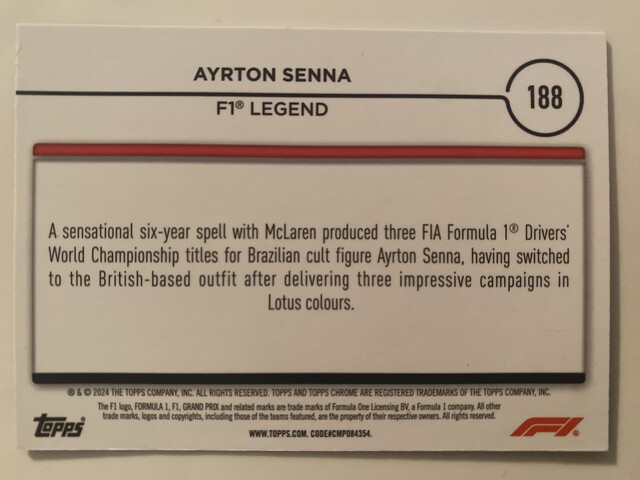 AYRTON SENNA
188
F1® LEGEND
A sensational six-year spell with McLaren produced three FIA Formula 1® Drivers'
World Championship titles for Brazilian cult figure Ayrton Senna, having switched
to the British-based outfit after delivering three impressive campaigns in
Lotus colours.
® & © 2024 THE TOPPS COMPANY, INC. ALL RIGHTS RESERVED. TOPPS AND TOPPS CHROME ARE REGISTERED TRADEMARKS OF THE TOPPS COMPANY, INC.
The F1 logo, FORMULA 1, F1, GRAND PRIX and related marks are trade marks of Formula One Licensing BV, a Formula 1 company. All other
trade marks, logos and copyrights, including those of the teams featured, are the property of their respective owners. All rights reserved.
topps
WWW.TOPPS.COM. CODE#CMP084354.
F1